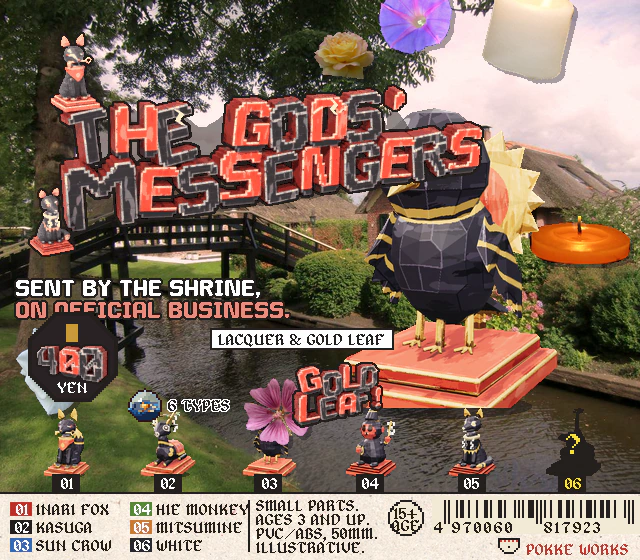 THE GODS'
MESSENGERS
SENT BY THE SHRINE,
ON OFFICIAL BUSINESS.
LACQUER & GOLD LEAF
400
YEN
6 TYPES
GOLD
LEAF!
?
01 02 03 04 05 06
01 INARI FOX
02 KASUGA
03 SUN CROW
04 HIE MONKEY
05 MITSUMINE
06 WHITE
SMALL PARTS.
AGES 3 AND UP.
PVC/ABS, 50MM.
ILLUSTRATIVE.
15+
AGE
4 970060 817923
POKKE WORKS